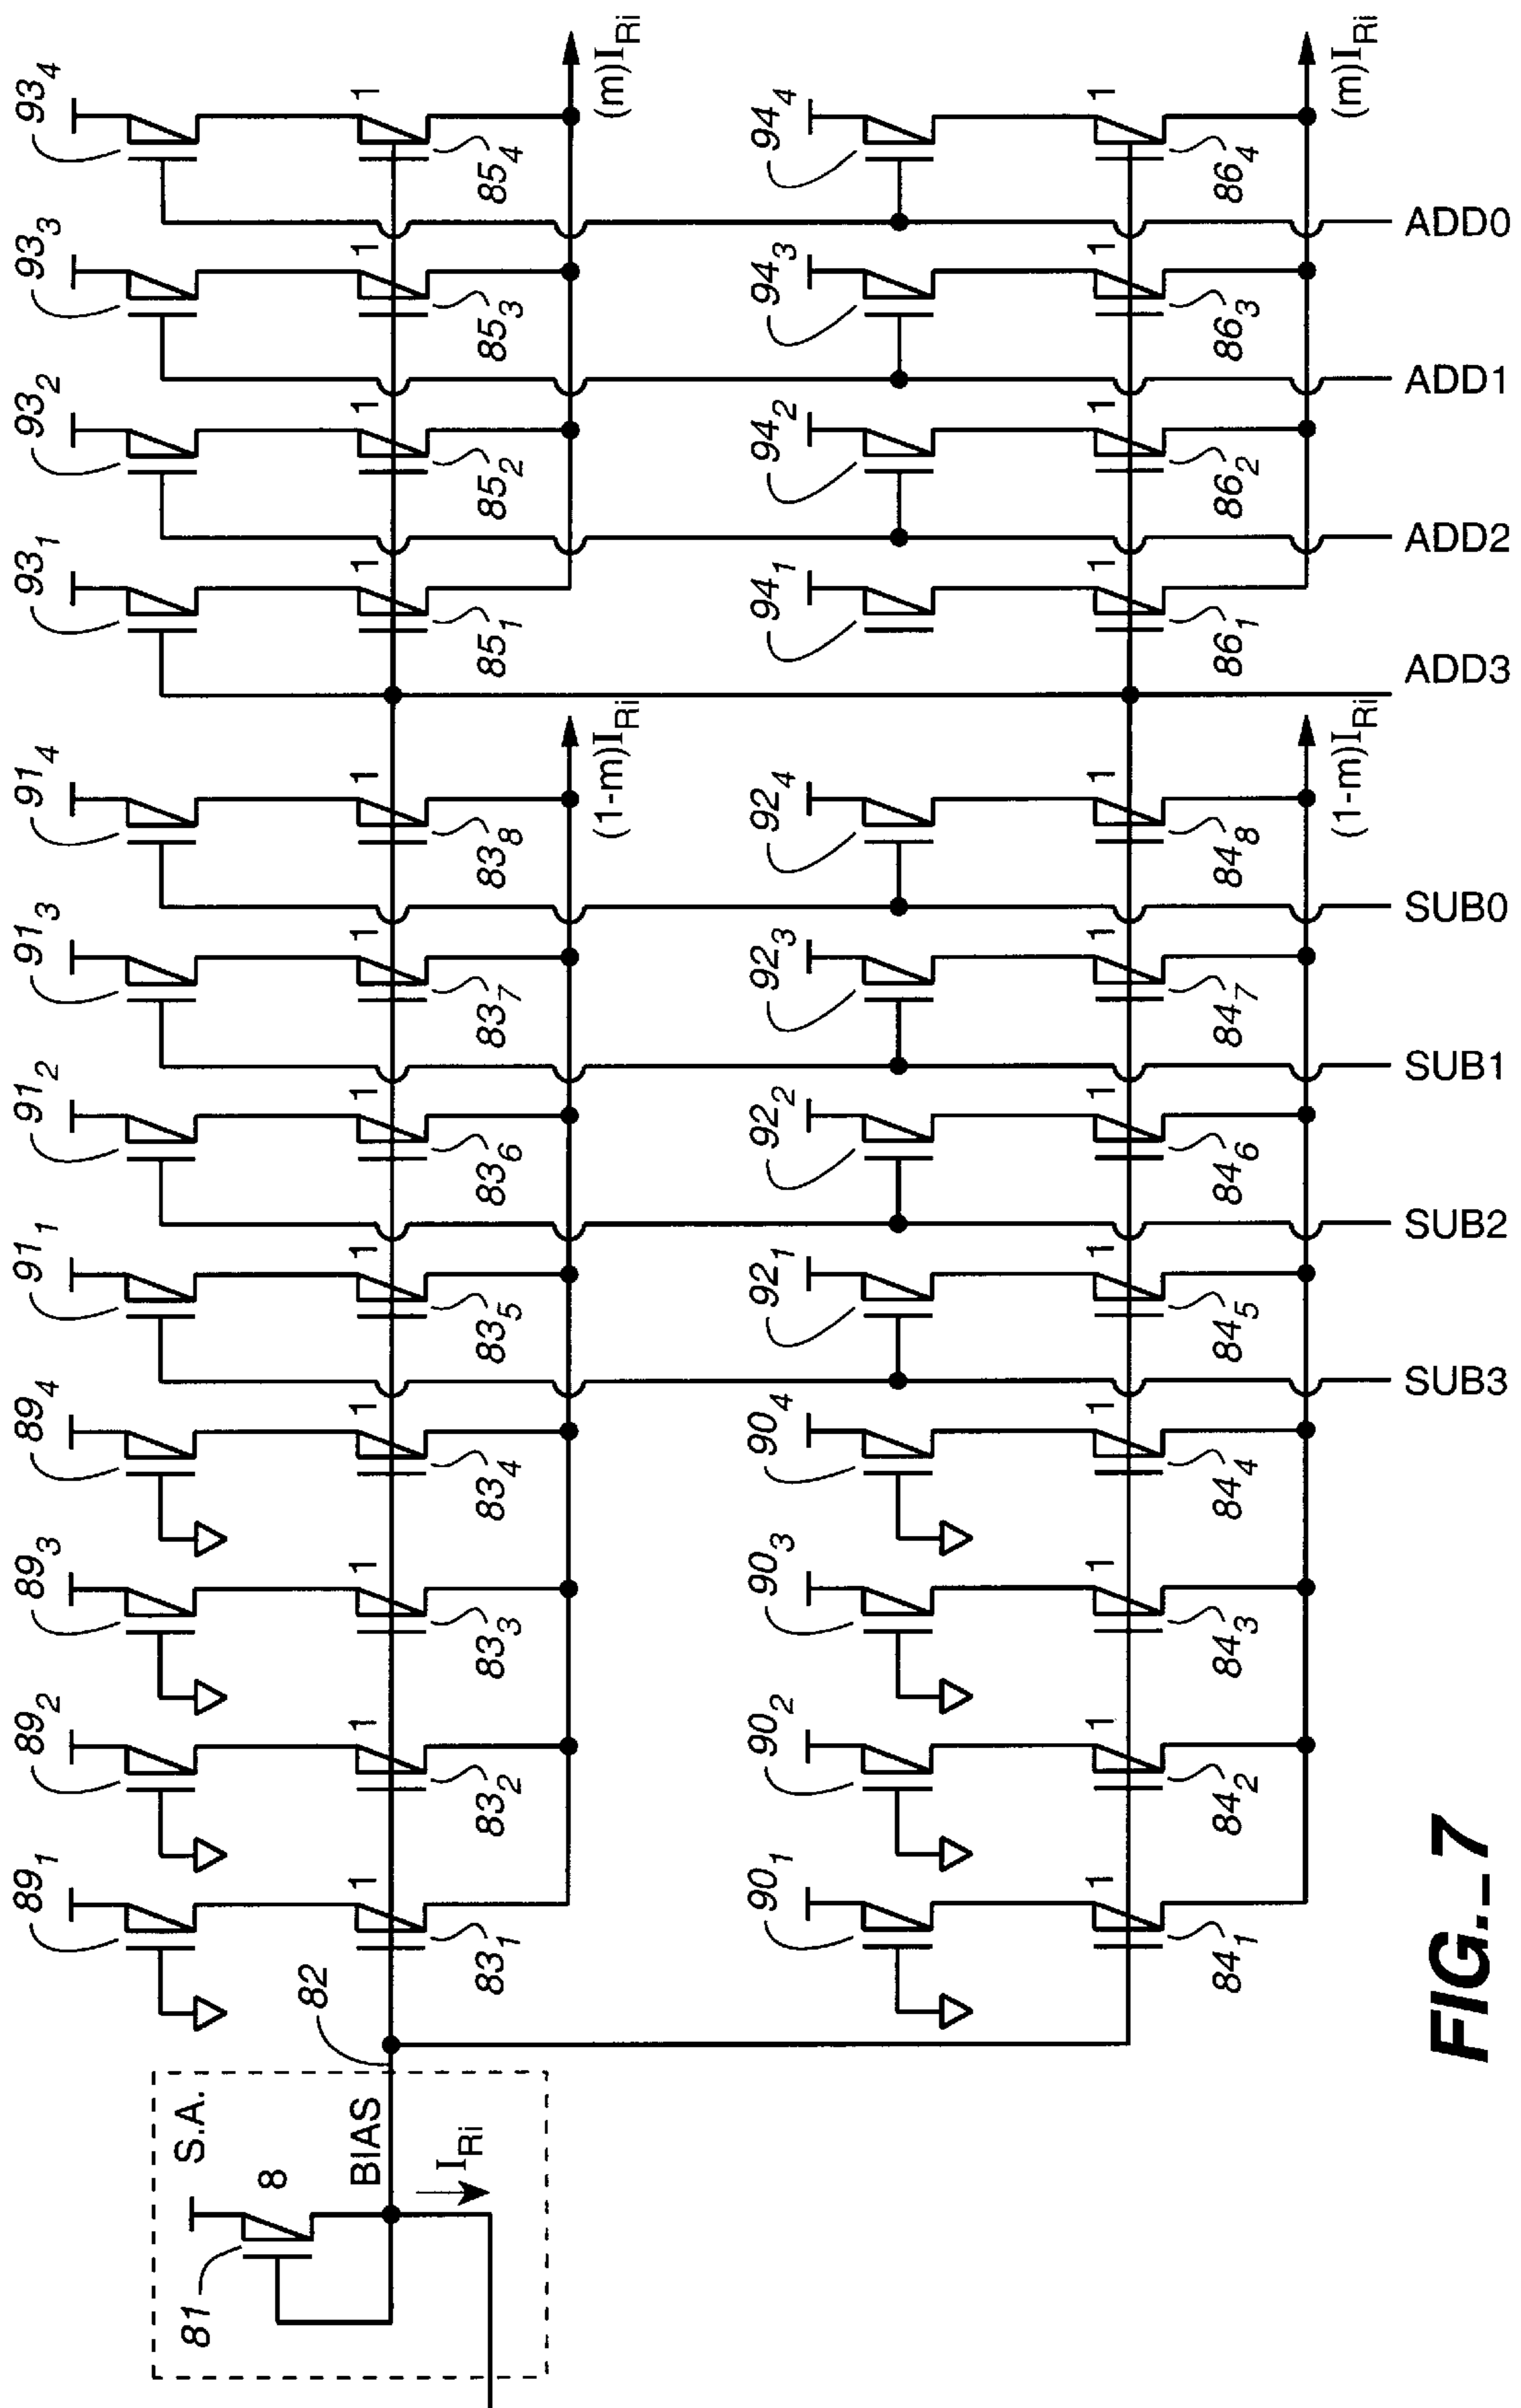 89₁ 89₂ 89₃ 89₄ 91₁ 91₂ 91₃ 91₄ 93₁ 93₂ 93₃ 93₄
81
S.A.
8
BIAS
I_Ri
82
1 1 1 1 1 1 1 1 1 1 1 1
83₁ 83₂ 83₃ 83₄ 83₅ 83₆ 83₇ 83₈ 85₁ 85₂ 85₃ 85₄
(1-m)I_Ri (m)I_Ri
90₁ 90₂ 90₃ 90₄ 92₁ 92₂ 92₃ 92₄ 94₁ 94₂ 94₃ 94₄
1 1 1 1 1 1 1 1 1 1 1 1
84₁ 84₂ 84₃ 84₄ 84₅ 84₆ 84₇ 84₈ 86₁ 86₂ 86₃ 86₄
(1-m)I_Ri (m)I_Ri
SUB3
SUB2
SUB1
SUB0
ADD3
ADD2
ADD1
ADD0
FIG._7